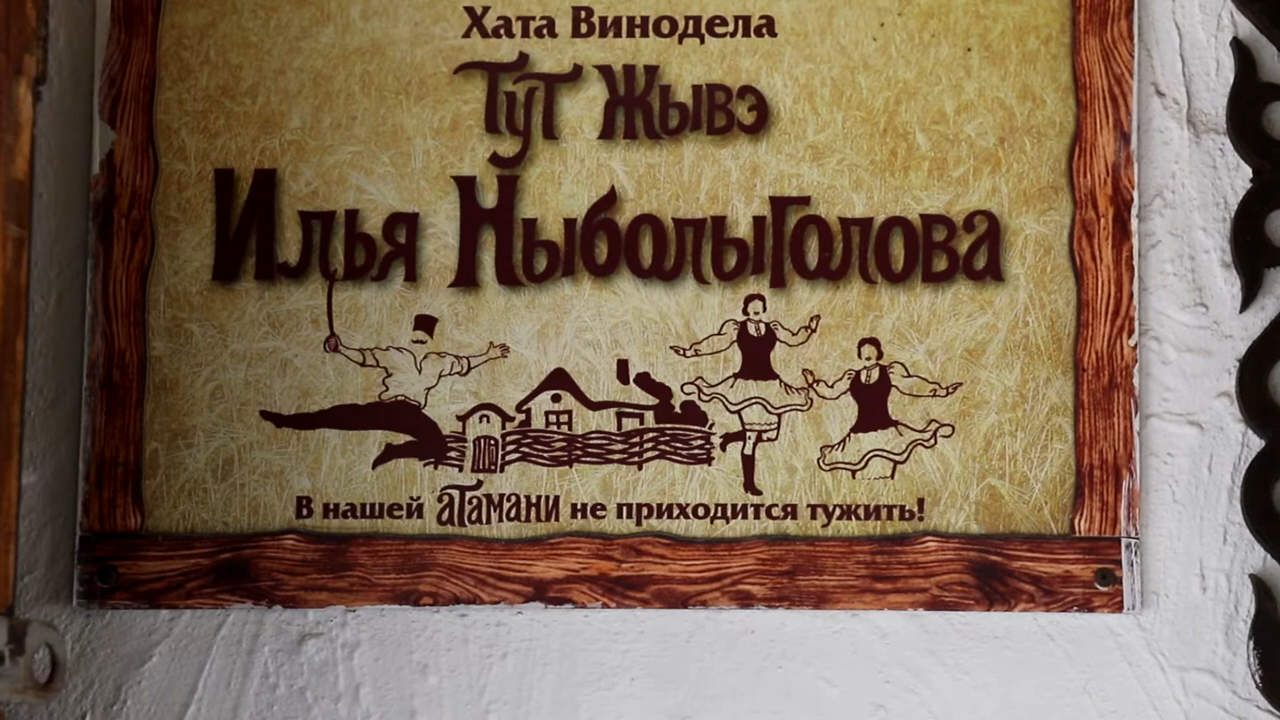 Хата Винодела
Тут Жывэ
Илья Ныболыголова
В нашей атамани не приходится тужить!